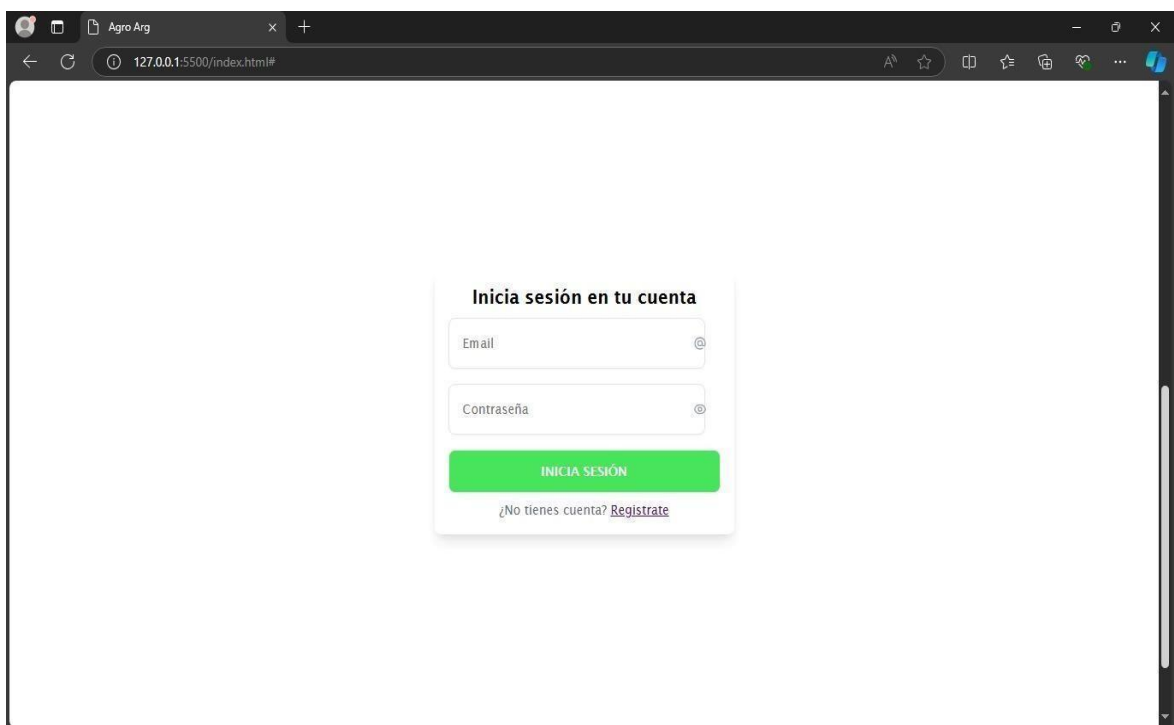 Agro Arg
127.0.0.1:5500/index.html#
Inicia sesión en tu cuenta
Email
@
Contraseña
INICIA SESIÓN
¿No tienes cuenta? Registrate